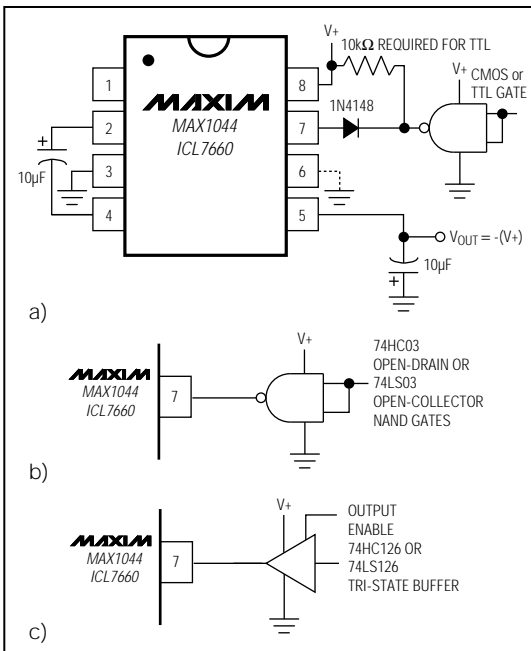 V+
10kΩ REQUIRED FOR TTL
V+ CMOS or
TTL GATE
1 8
MAXIM
1N4148
MAX1044
ICL7660
2 7
+
10µF
3 6
4 5
VOUT = -(V+)
10µF
+
a)
V+
74HC03
OPEN-DRAIN OR
74LS03
OPEN-COLLECTOR
NAND GATES
MAXIM
MAX1044
ICL7660
7
b)
V+
OUTPUT
ENABLE
74HC126 OR
74LS126
TRI-STATE BUFFER
MAXIM
MAX1044
ICL7660
7
c)